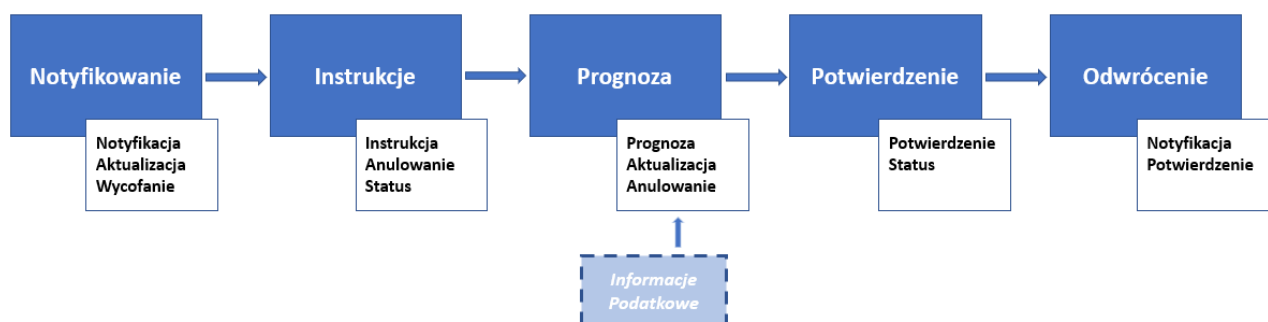 Notyfikowanie
Notyfikacja
Aktualizacja
Wycofanie
Instrukcje
Instrukcja
Anulowanie
Status
Prognoza
Prognoza
Aktualizacja
Anulowanie
Informacje
Podatkowe
Potwierdzenie
Potwierdzenie
Status
Odwrócenie
Notyfikacja
Potwierdzenie